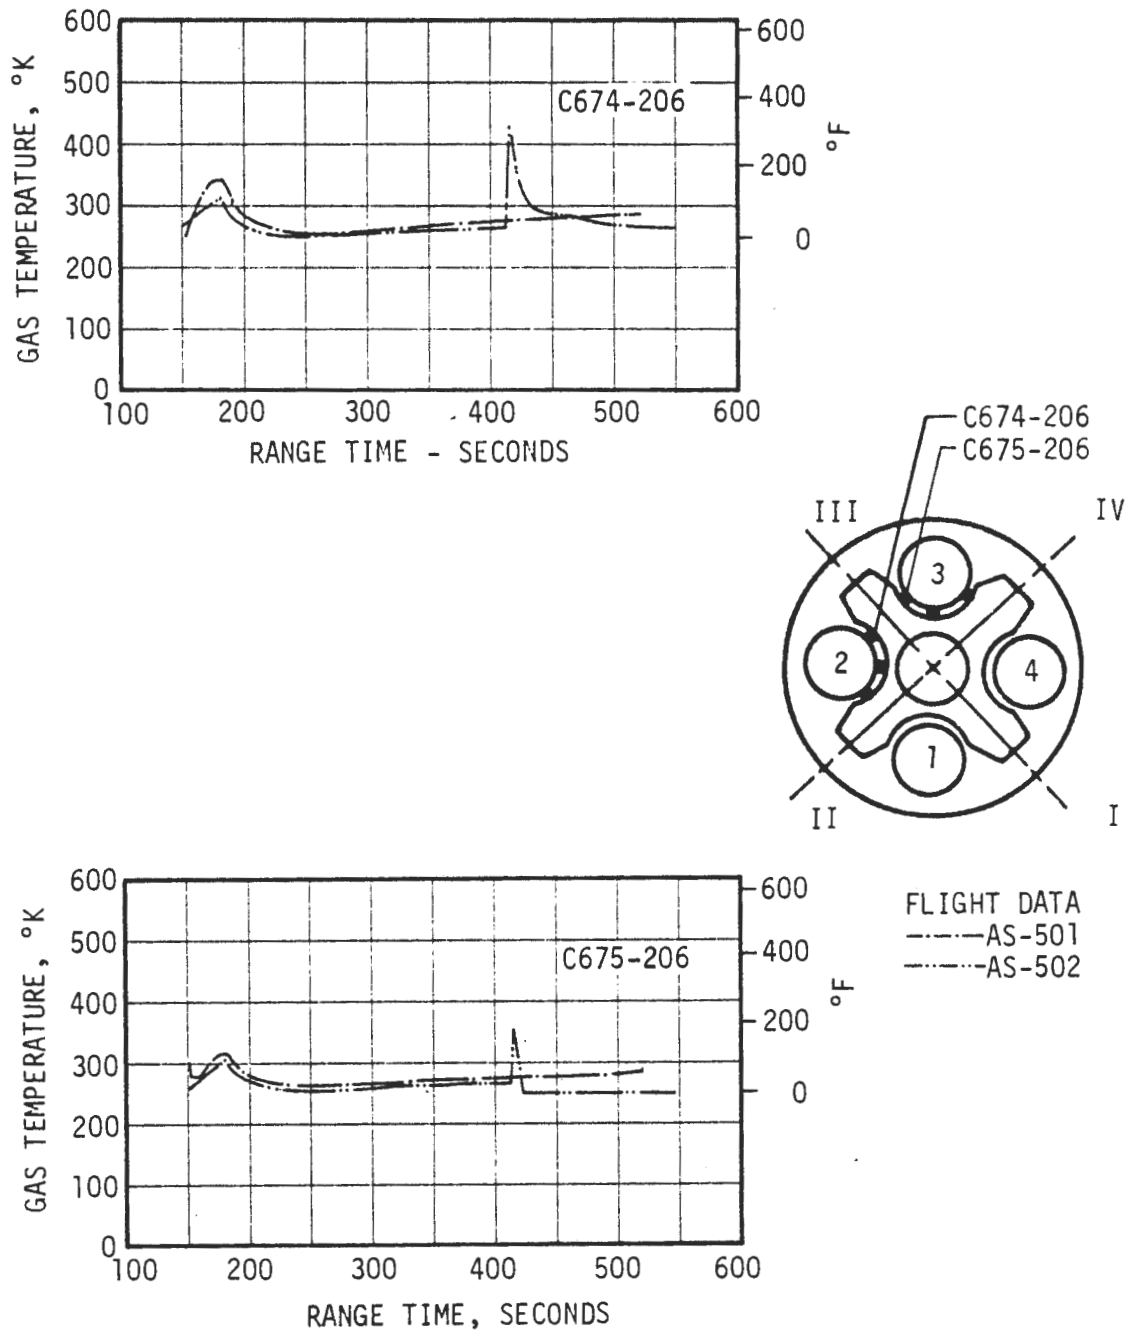 600
500
400
300
200
100
0
GAS TEMPERATURE, °K
C674-206
600
400
200
0
°F
100 200 300 400 500 600
RANGE TIME - SECONDS
C674-206
C675-206
III
IV
3
2
4
1
II
I
600
500
400
300
200
100
0
GAS TEMPERATURE, °K
C675-206
600
400
200
0
°F
100 200 300 400 500 600
RANGE TIME, SECONDS
FLIGHT DATA
AS-501
AS-502